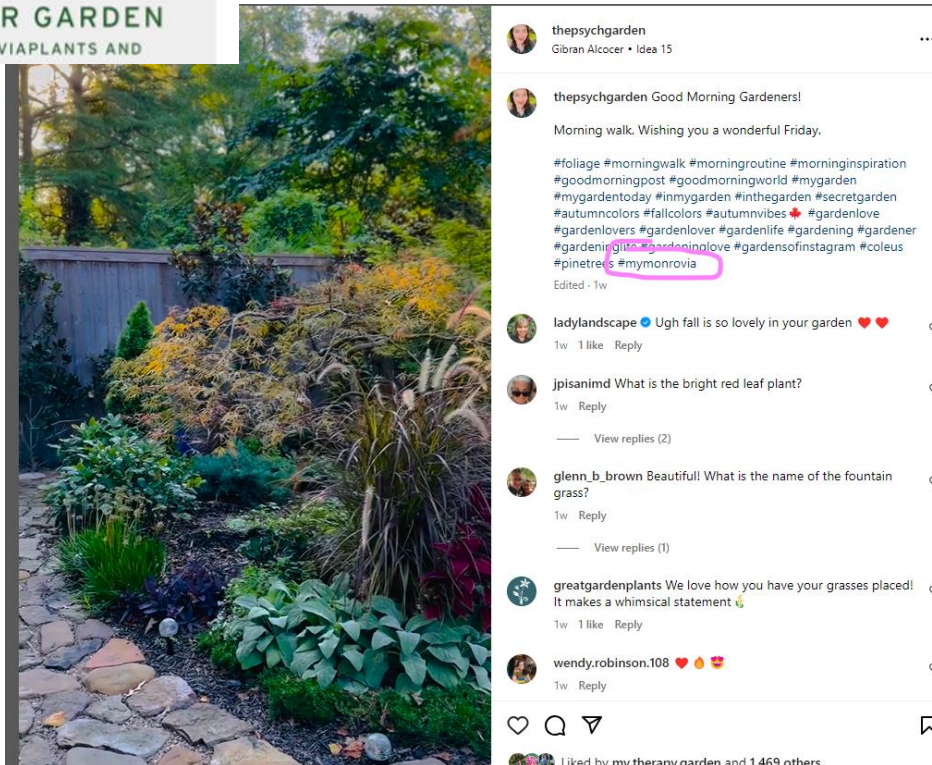 R GARDEN
VIAPLANTS AND
thepsychgarden
Gibran Alcocer • Idea 15
thepsychgarden Good Morning Gardeners!
Morning walk. Wishing you a wonderful Friday.
#foliage #morningwalk #morningroutine #morninginspiration
#goodmorningpost #goodmorningworld #mygarden
#mygardentoday #inmygarden #inthegarden #secretgarden
#autumncolors #fallcolors #autumnvibes🍁 #gardenlove
#gardenlovers #gardenlover #gardenlife #gardening #gardener
#gardeninglife #gardeninglove #gardensofinstagram #coleus
#pinetrees #mymonrovia
Edited · 1w
ladylandscape Ugh fall is so lovely in your garden ❤️ ❤️
1w 1 like Reply
jpisanimd What is the bright red leaf plant?
1w Reply
View replies (2)
glenn_b_brown Beautiful! What is the name of the fountain
grass?
1w Reply
View replies (1)
greatgardenplants We love how you have your grasses placed!
It makes a whimsical statement 🌾
1w 1 like Reply
wendy.robinson.108 ❤️ 🔥 😍
1w Reply
Liked by my.therapy.garden and 1,469 others